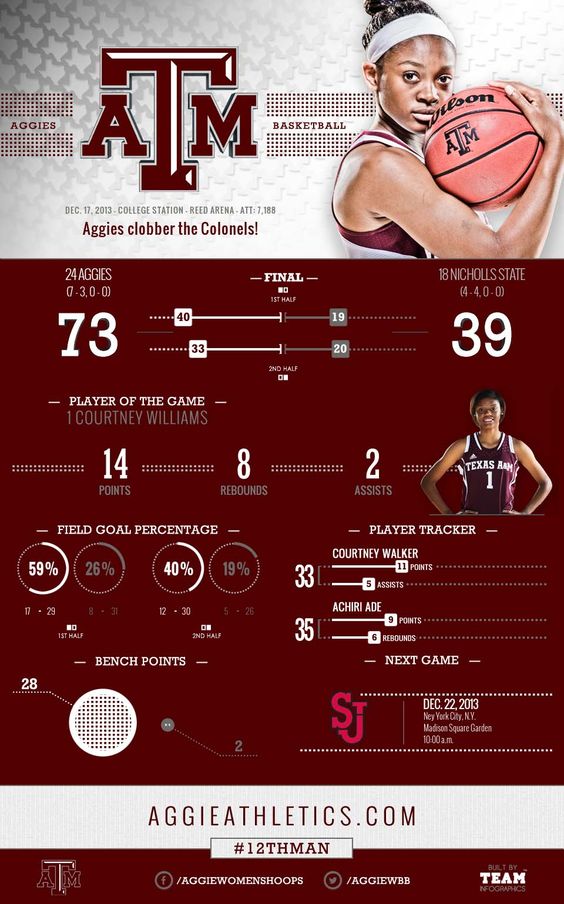 AGGIES
ATM
BASKETBALL
Wilson
ATM
DEC. 17, 2013 - COLLEGE STATION - REED ARENA - ATT: 7,188
Aggies clobber the Colonels!
24 AGGIES
(7 - 3, 0 - 0)
73
FINAL
1ST HALF
40
19
33
20
2ND HALF
18 NICHOLLS STATE
(4 - 4, 0 - 0)
39
PLAYER OF THE GAME
1 COURTNEY WILLIAMS
14
POINTS
8
REBOUNDS
2
ASSISTS
TEXAS A&M
1
FIELD GOAL PERCENTAGE
59%
26%
40%
19%
17 - 29
8 - 31
12 - 30
5 - 26
1ST HALF
2ND HALF
PLAYER TRACKER
33
COURTNEY WALKER
11 POINTS
5 ASSISTS
35
ACHIRI ADE
9 POINTS
6 REBOUNDS
BENCH POINTS
28
2
NEXT GAME
SJ
DEC. 22, 2013
Ney York City, N.Y.
Madison Square Garden
10:00 a.m.
AGGIEATHLETICS.COM
#12THMAN
ATM
/AGGIEWOMENSHOOPS
/AGGIEWBB
BUILT BY
TEAM
INFOGRAPHICS